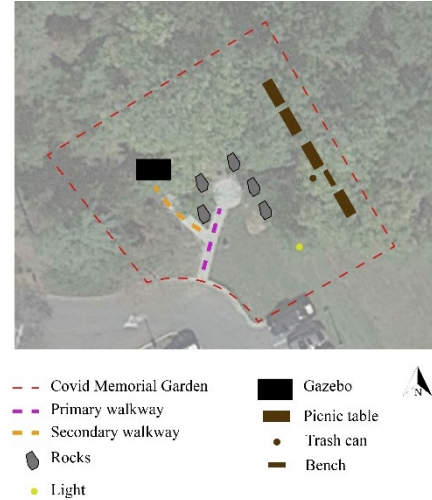 Covid Memorial Garden
Primary walkway
Secondary walkway
Rocks
Light
Gazebo
Picnic table
Trash can
Bench
N